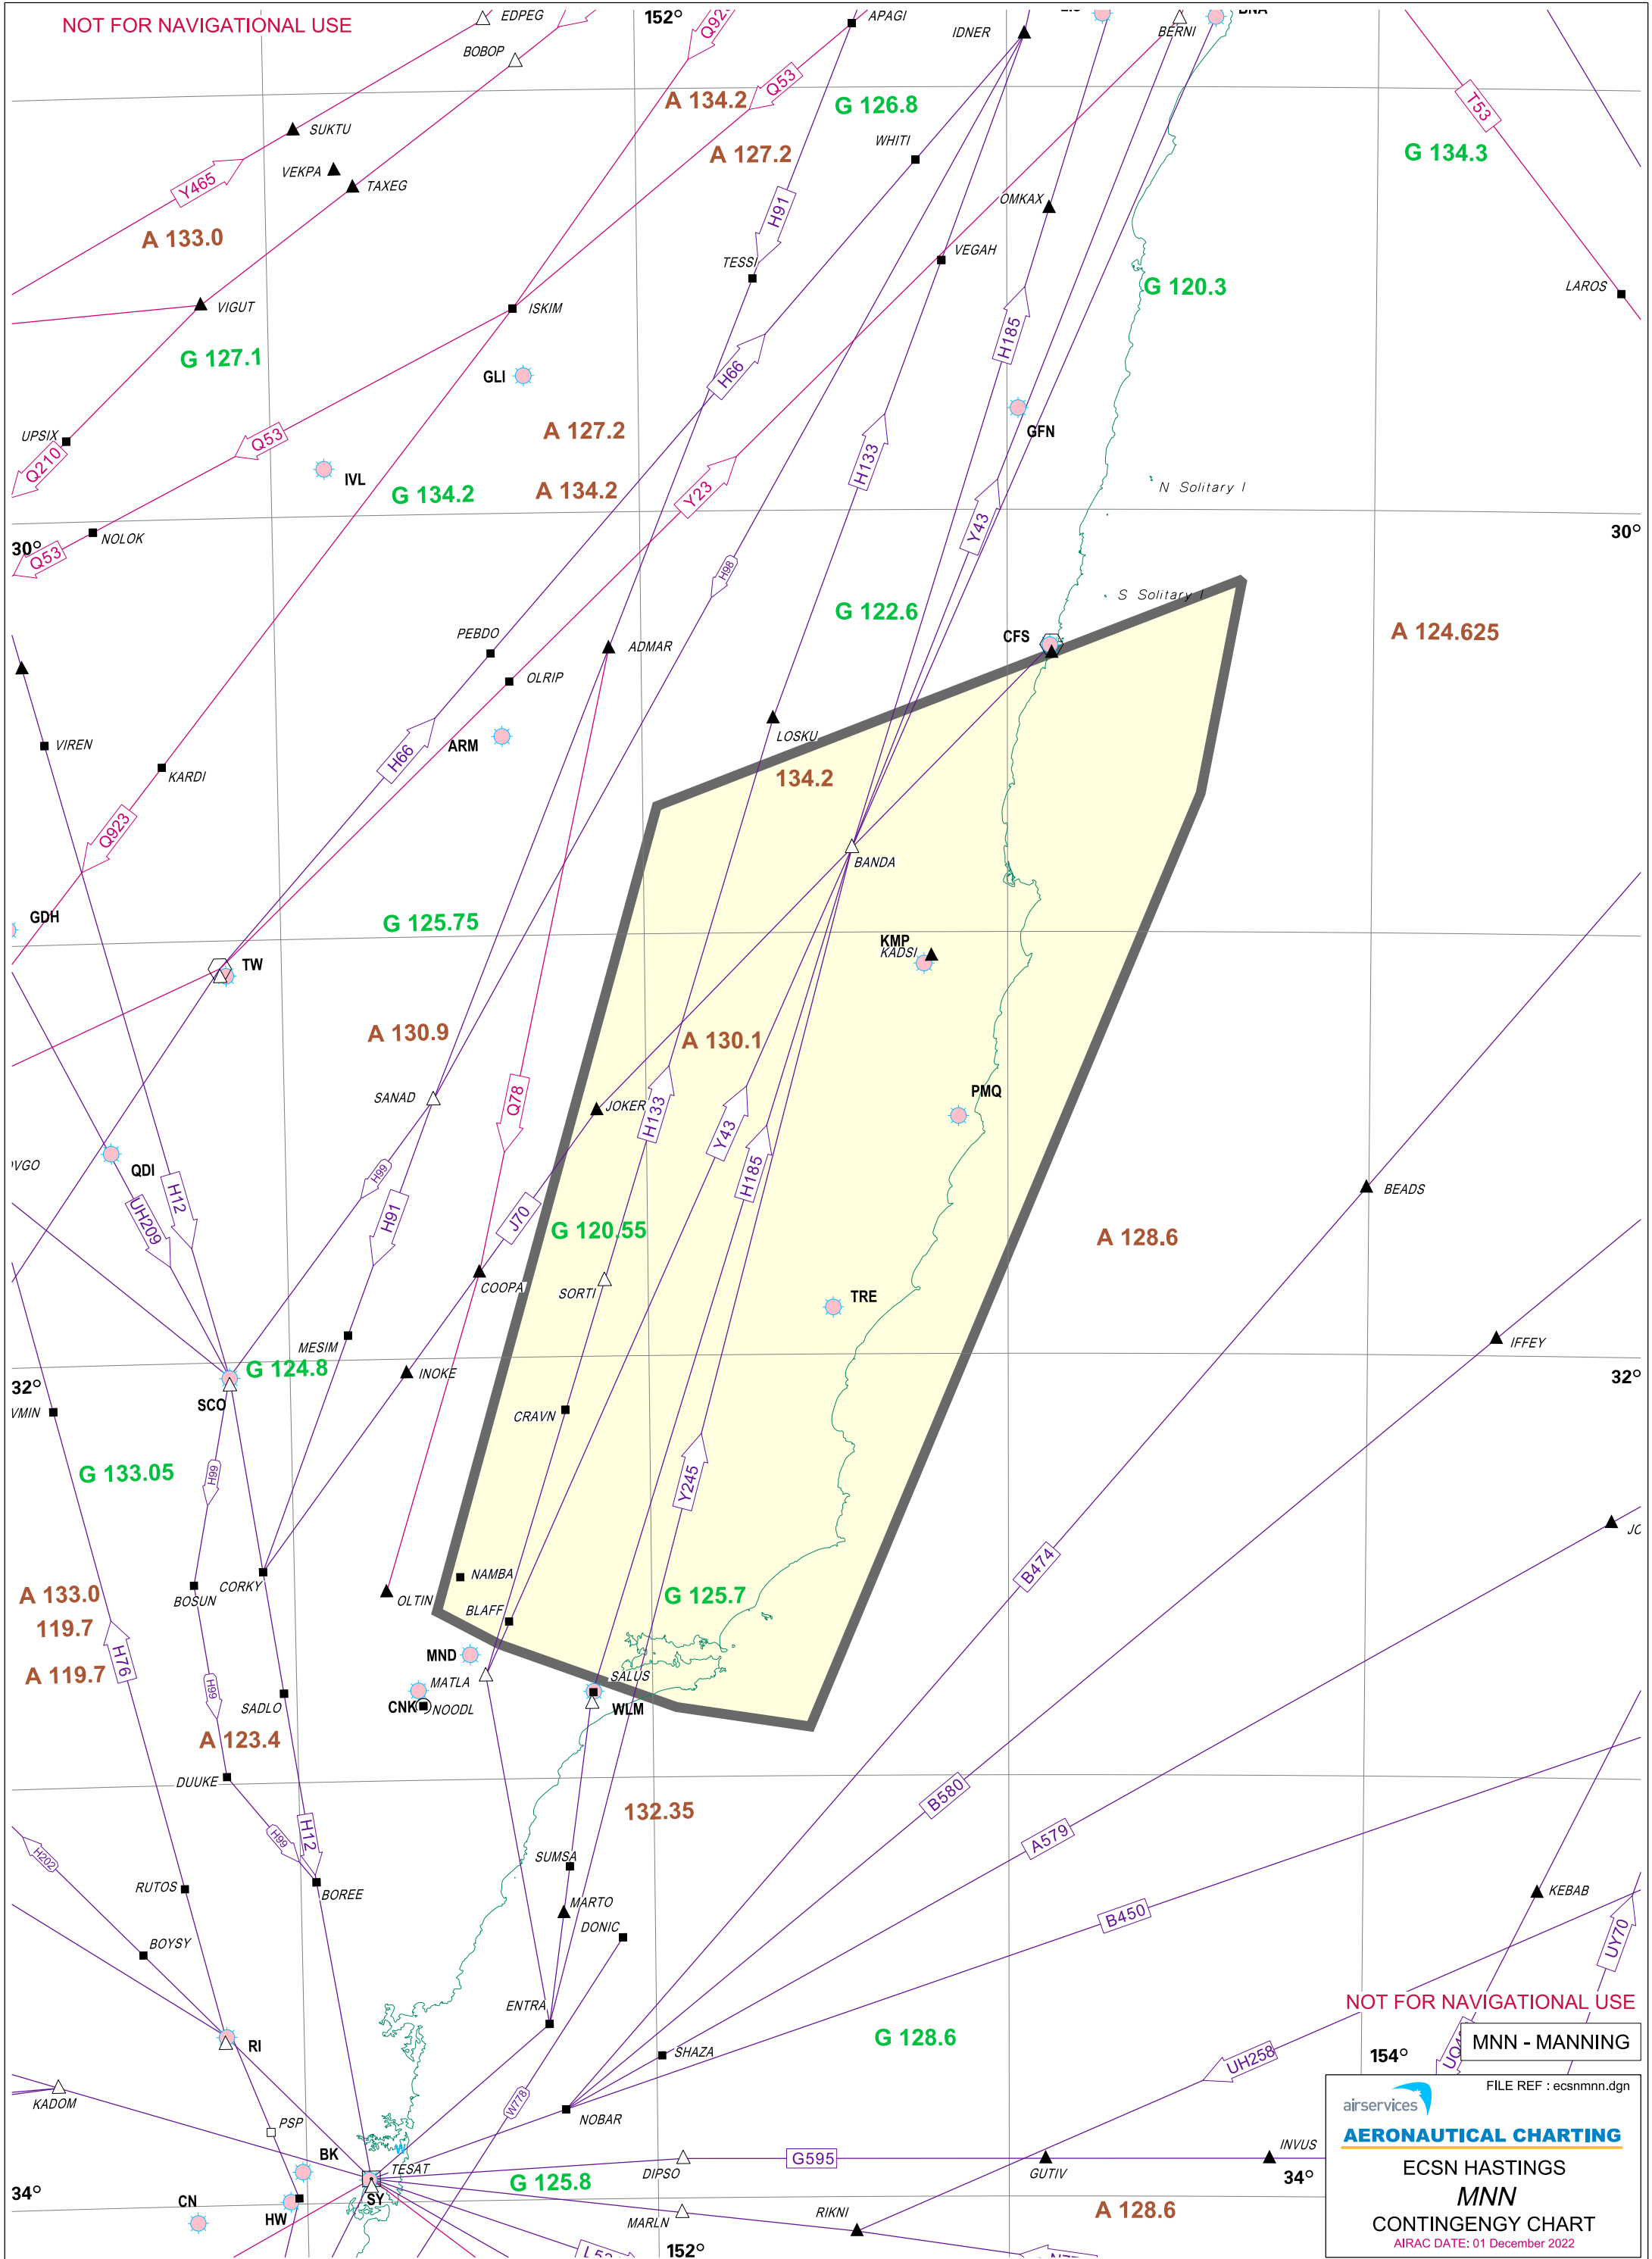 NOT FOR NAVIGATIONAL USE
EDPEG
BOBOP
152°
APAGI
IDNER
BERNI
Q53
A 134.2
G 126.8
T53
SUKTU
VEKPA
TAXEG
Y465
A 127.2
WHITI
G 134.3
A 133.0
H91
OMKAX
TESSI
VEGAH
G 120.3
LAROS
VIGUT
ISKIM
G 127.1
H185
GLI
H66
UPSIX
Q210
Q53
A 127.2
GFN
IVL
H133
G 134.2
A 134.2
Y23
N Solitary I
30°
NOLOK
Q53
Y43
30°
H98
S Solitary I
G 122.6
CFS
A 124.625
PEBDO
ADMAR
OLRIP
VIREN
H66
ARM
LOSKU
KARDI
134.2
Q923
BANDA
GDH
G 125.75
KMP
KADSI
TW
A 130.9
A 130.1
SANAD
Q78
JOKER
H133
PMQ
Y43
QDI
H99
H12
UH209
H91
J70
H185
BEADS
G 120.55
A 128.6
COOPA
SORTI
TRE
MESIM
IFFEY
G 124.8
INOKE
32°
32°
SCO
VMIN
CRAVN
G 133.05
H99
Y245
B474
A 133.0
BOSUN
CORKY
OLTIN
NAMBA
G 125.7
119.7
BLAFF
H76
A 119.7
MND
MATLA
SALUS
H99
SADLO
CNK
NOODL
WLM
A 123.4
DUUKE
132.35
B580
H99
H12
A579
H202
SUMSA
RUTOS
BOREE
KEBAB
MARTO
B450
DONIC
BOYSY
UY70
ENTRA
NOT FOR NAVIGATIONAL USE
RI
G 128.6
MNN - MANNING
SHAZA
154°
UH258
KADOM
W778
NOBAR
PSP
FILE REF : ecsnmnn.dgn
airservices
AERONAUTICAL CHARTING
BK
TESAT
INVUS
G595
DIPSO
GUTIV
34°
ECSN HASTINGS
G 125.8
34°
CN
SY
HW
MNN
MARLN
RIKNI
A 128.6
CONTINGENGY CHART
AIRAC DATE: 01 December 2022
152°